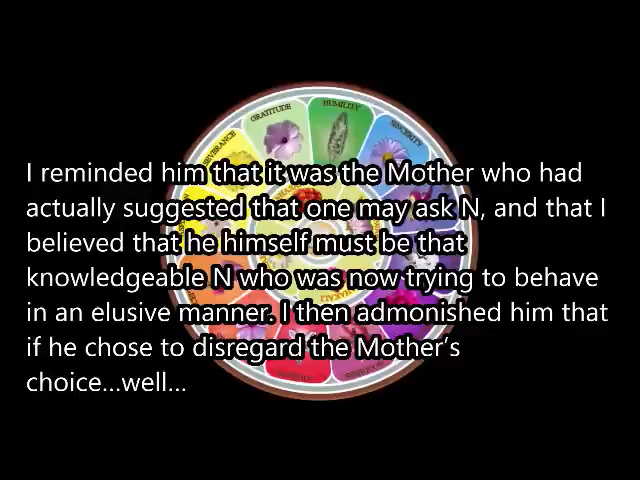 GRATITUDE
HUMILITY
SINCERITY
I reminded him that it was the Mother who had
actually suggested that one may ask N, and that I
believed that he himself must be that
knowledgeable N who was now trying to behave
in an elusive manner. I then admonished him that
if he chose to disregard the Mother’s
choice...well...